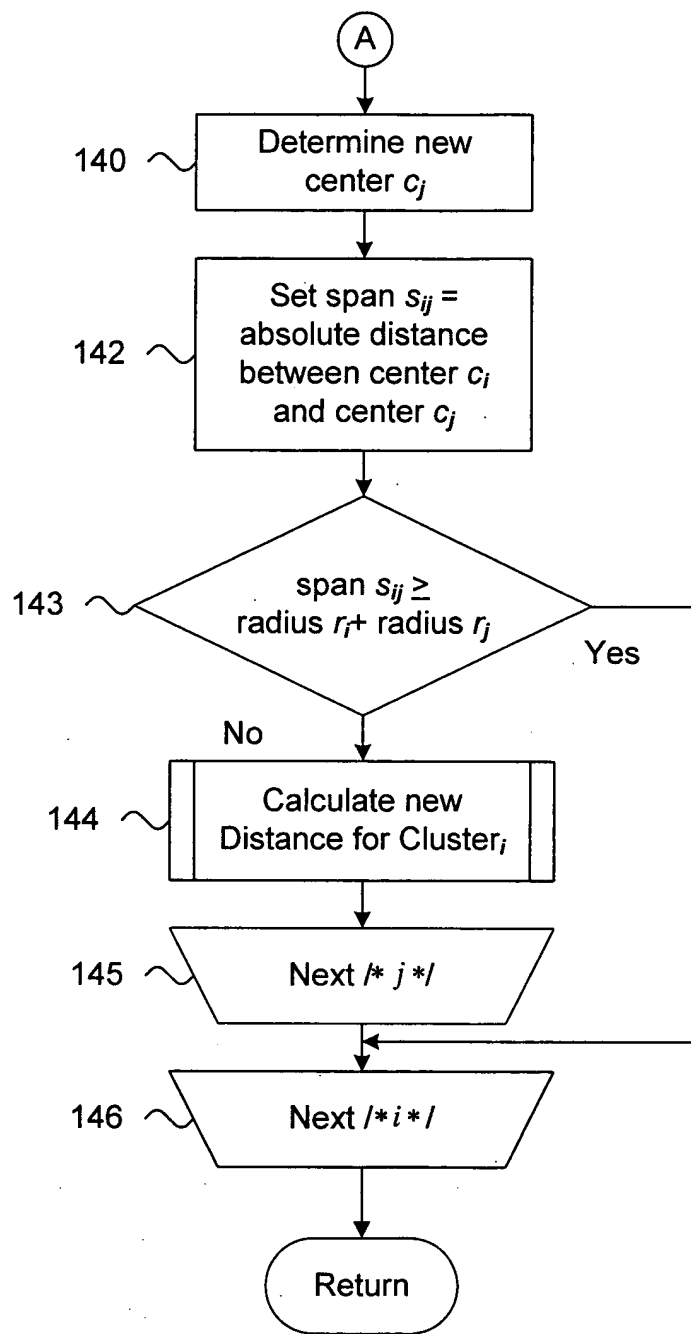 A
140
Determine new
center cj
142
Set span sij =
absolute distance
between center ci
and center cj
143
span sij ≥
radius ri+ radius rj
Yes
No
144
Calculate new
Distance for Clusteri
145
Next /* j */
146
Next /* i */
Return